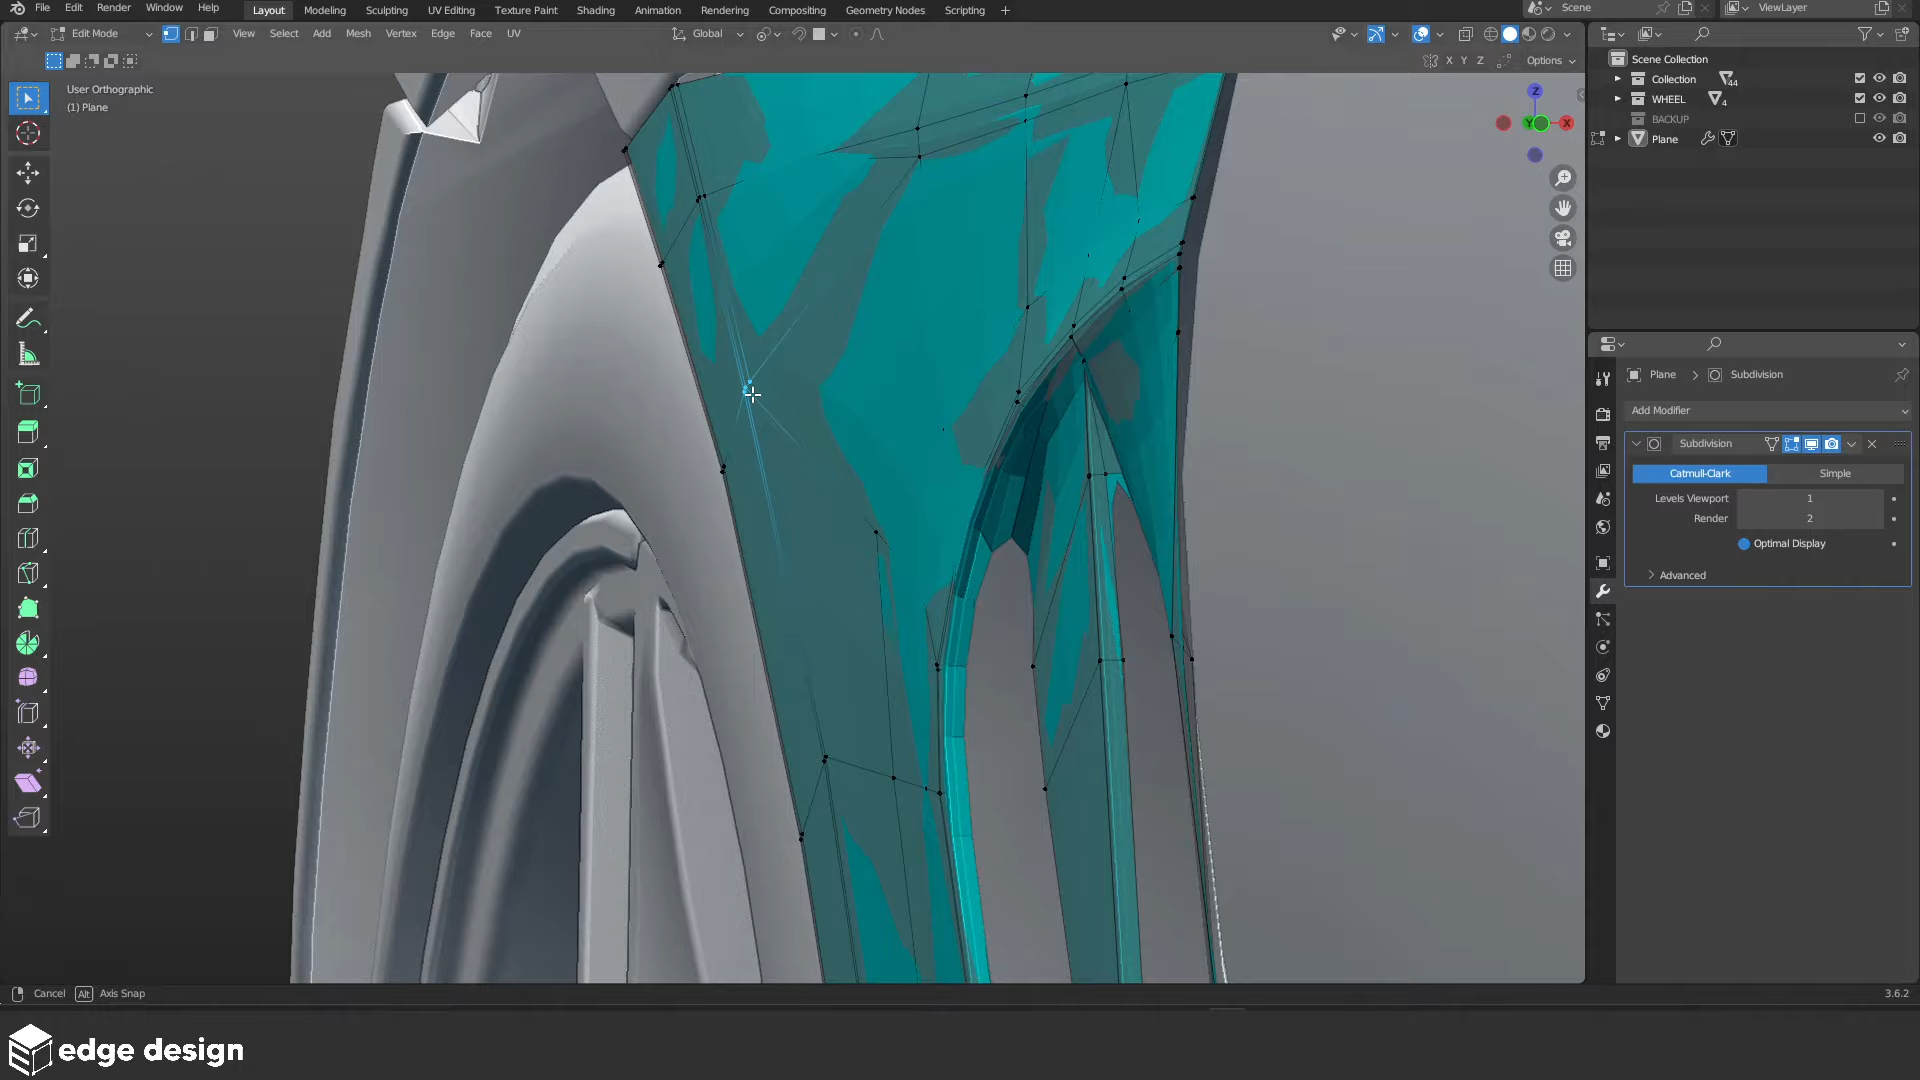 File Edit Render Window Help Layout Modeling Sculpting UV Editing Texture Paint Shading Animation Rendering Compositing Geometry Nodes Scripting + Scene ViewLayer
Edit Mode View Select Add Mesh Vertex Edge Face UV Global
X Y Z Options
User Orthographic
(1) Plane
Z
Y X
Scene Collection
Collection 44
WHEEL 4
BACKUP
Plane
Plane > Subdivision
Add Modifier
Subdivision
Catmull-Clark Simple
Levels Viewport 1
Render 2
Optimal Display
Advanced
Cancel Alt Axis Snap 3.6.2
edge design